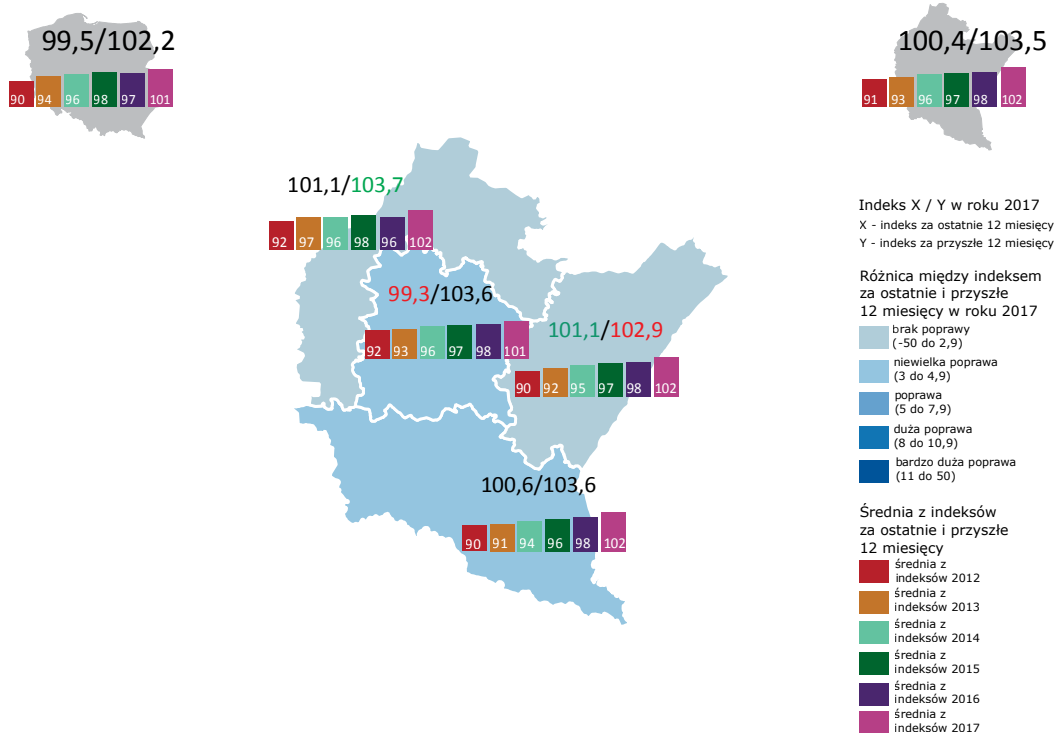 99,5/102,2
90 94 96 98 97 101
100,4/103,5
91 93 96 97 98 102
101,1/103,7
92 97 96 98 96 102
99,3/103,6
92 93 96 97 98 101
101,1/102,9
90 92 95 97 98 102
100,6/103,6
90 91 94 96 98 102
Indeks X / Y w roku 2017
X - indeks za ostatnie 12 miesięcy
Y - indeks za przyszłe 12 miesięcy
Różnica między indeksem
za ostatnie i przyszłe
12 miesięcy w roku 2017
brak poprawy
(-50 do 2,9)
niewielka poprawa
(3 do 4,9)
poprawa
(5 do 7,9)
duża poprawa
(8 do 10,9)
bardzo duża poprawa
(11 do 50)
Średnia z indeksów
za ostatnie i przyszłe
12 miesięcy
średnia z
indeksów 2012
średnia z
indeksów 2013
średnia z
indeksów 2014
średnia z
indeksów 2015
średnia z
indeksów 2016
średnia z
indeksów 2017